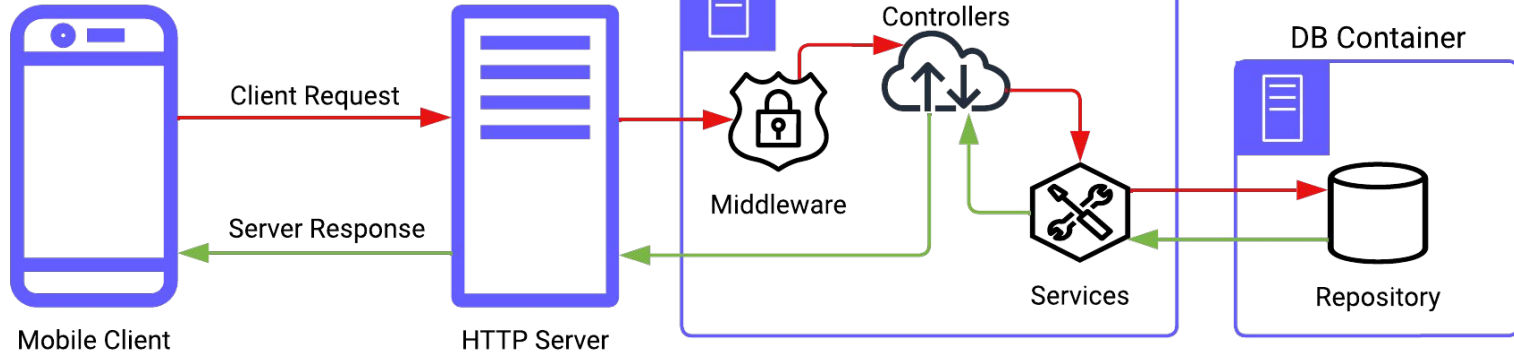 Controllers
DB Container
Client Request
Middleware
Server Response
Services
Repository
Mobile Client
HTTP Server